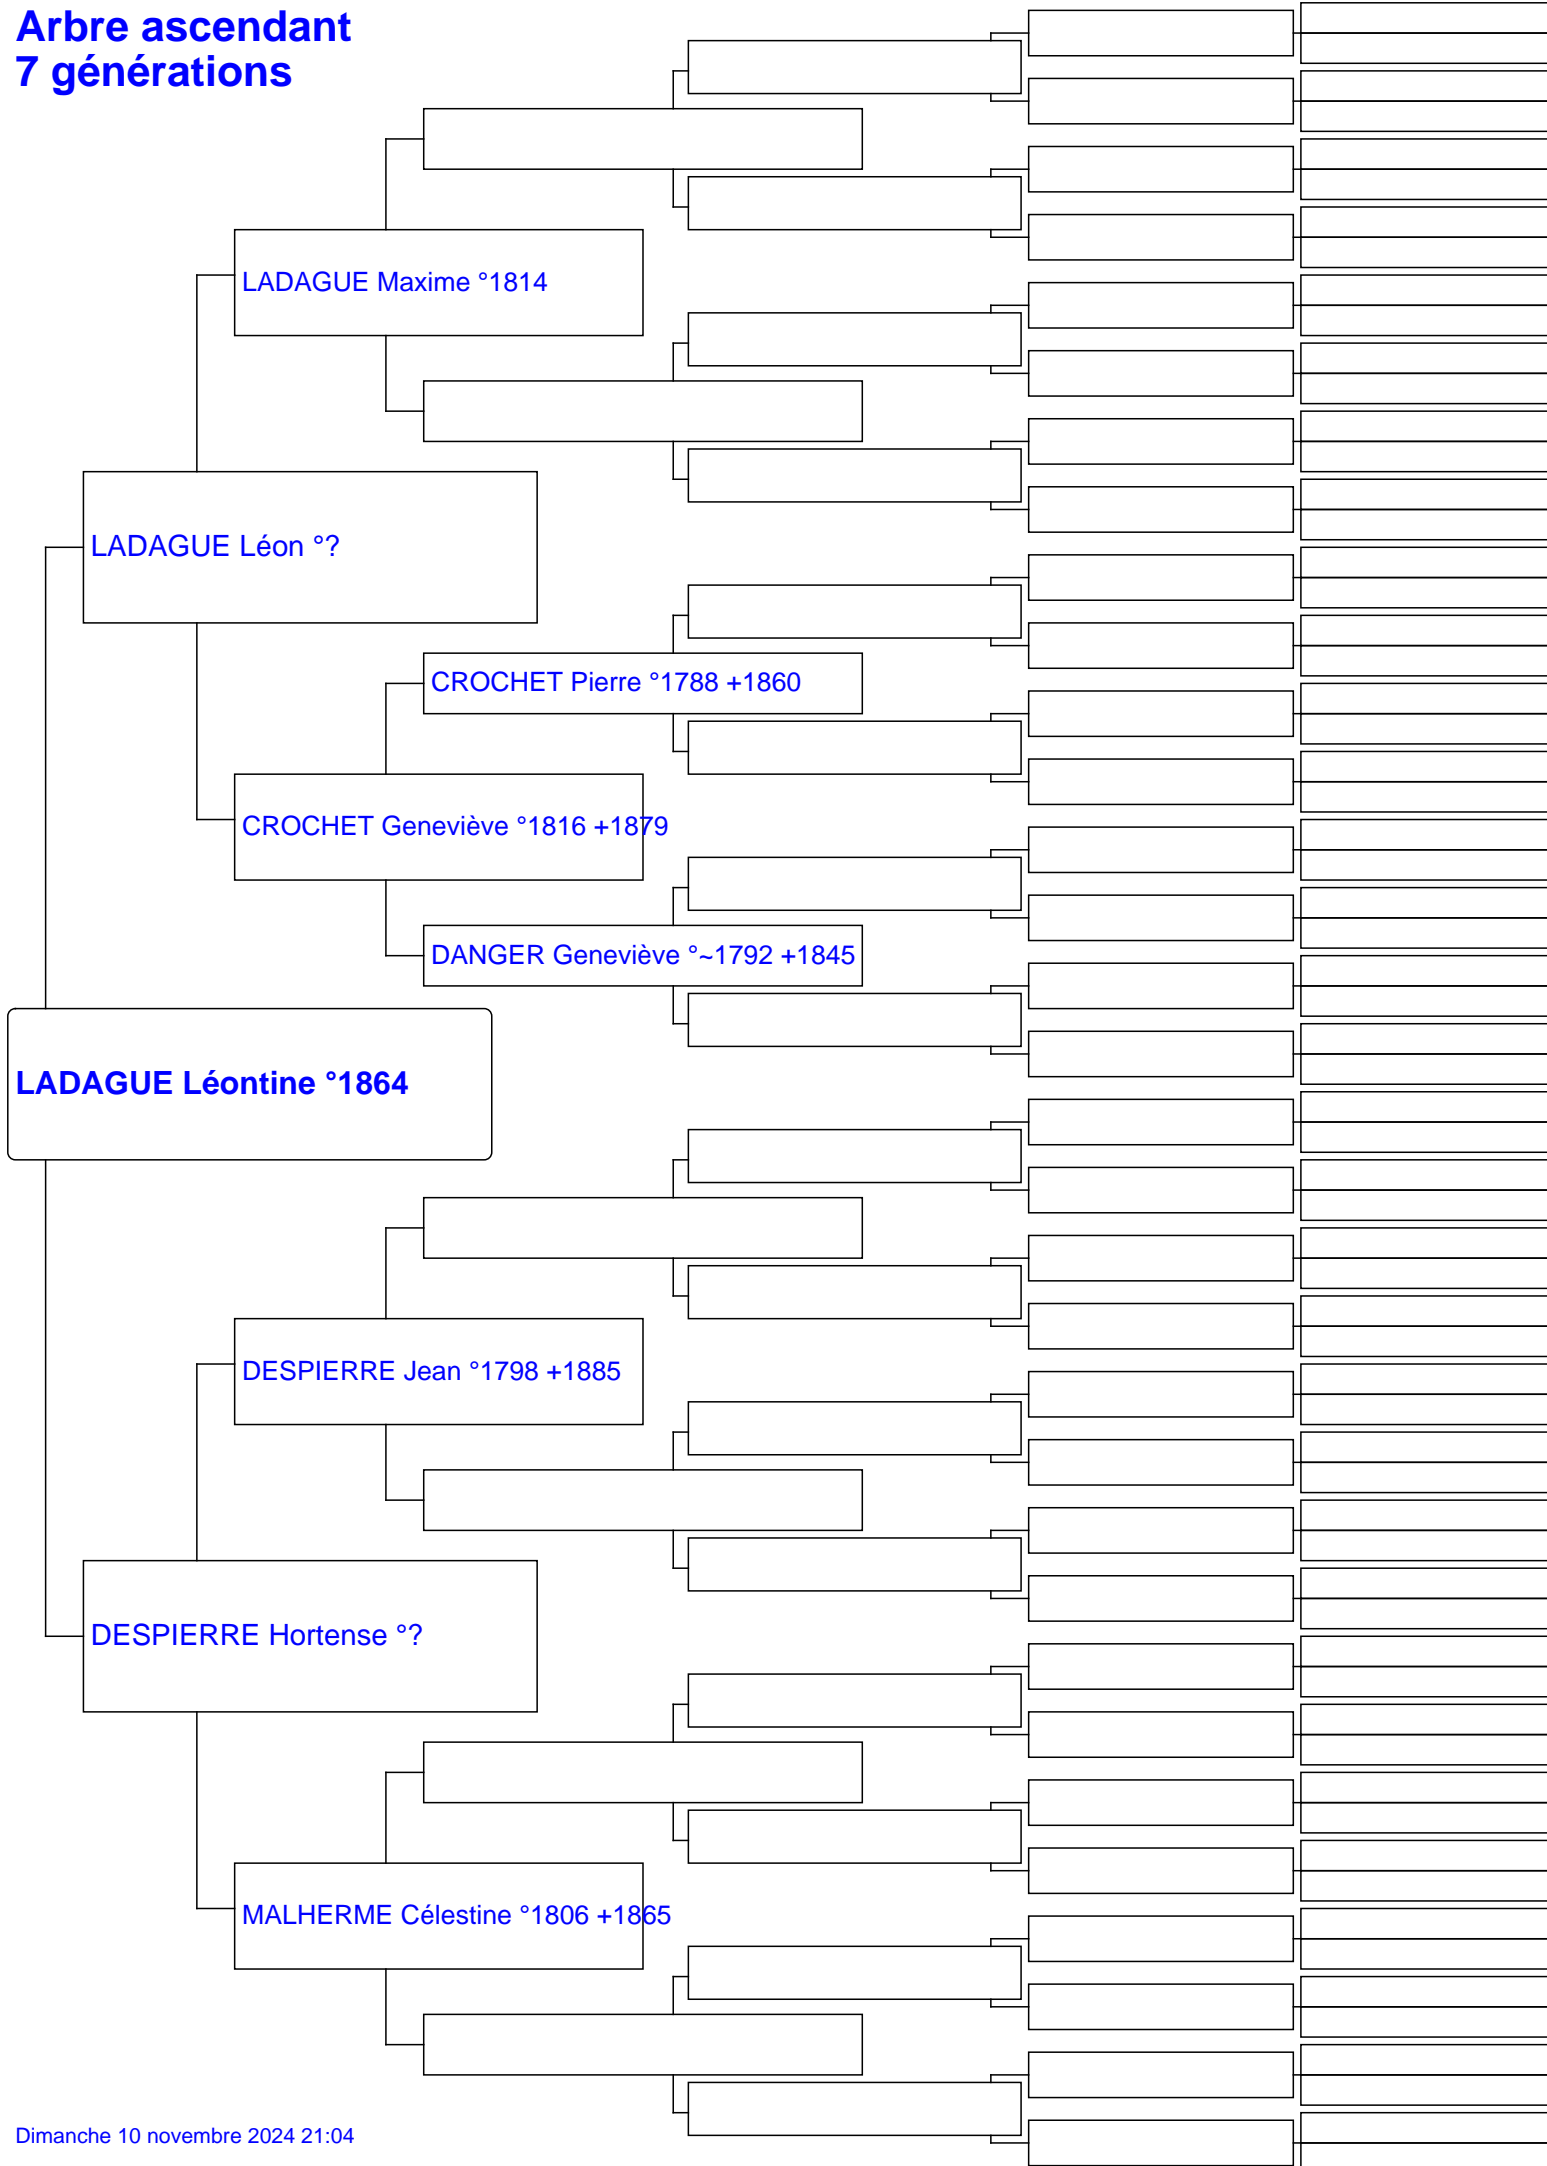 Arbre ascendant
7 générations
LADAGUE Maxime °1814
LADAGUE Léon °?
CROCHET Pierre °1788 +1860
CROCHET Geneviève °1816 +1879
DANGER Geneviève °~1792 +1845
LADAGUE Léontine °1864
DESPIERRE Jean °1798 +1885
DESPIERRE Hortense °?
MALHERME Célestine °1806 +1865
Dimanche 10 novembre 2024 21:04